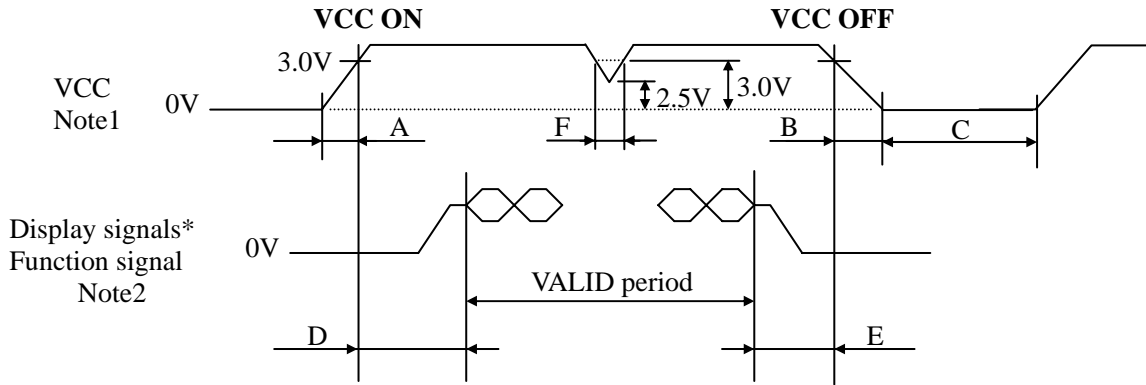 VCC ON
VCC OFF
3.0V
VCC
Note1
0V
2.5V
3.0V
A
F
B
C
Display signals*
Function signal
Note2
0V
VALID period
D
E